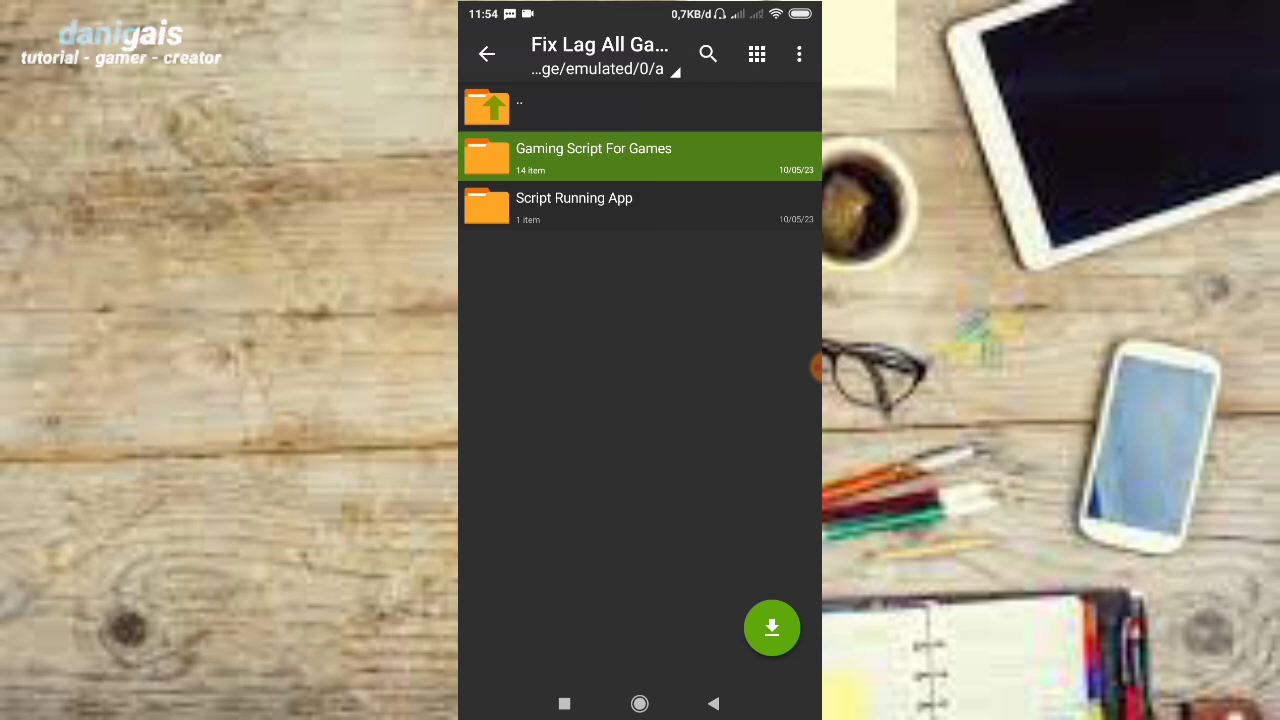 danigais
tutorial - gamer - creator
11:54
0,7KB/d
Fix Lag All Ga...
...ge/emulated/0/a
..
Gaming Script For Games
14 item
10/05/23
Script Running App
1 item
10/05/23